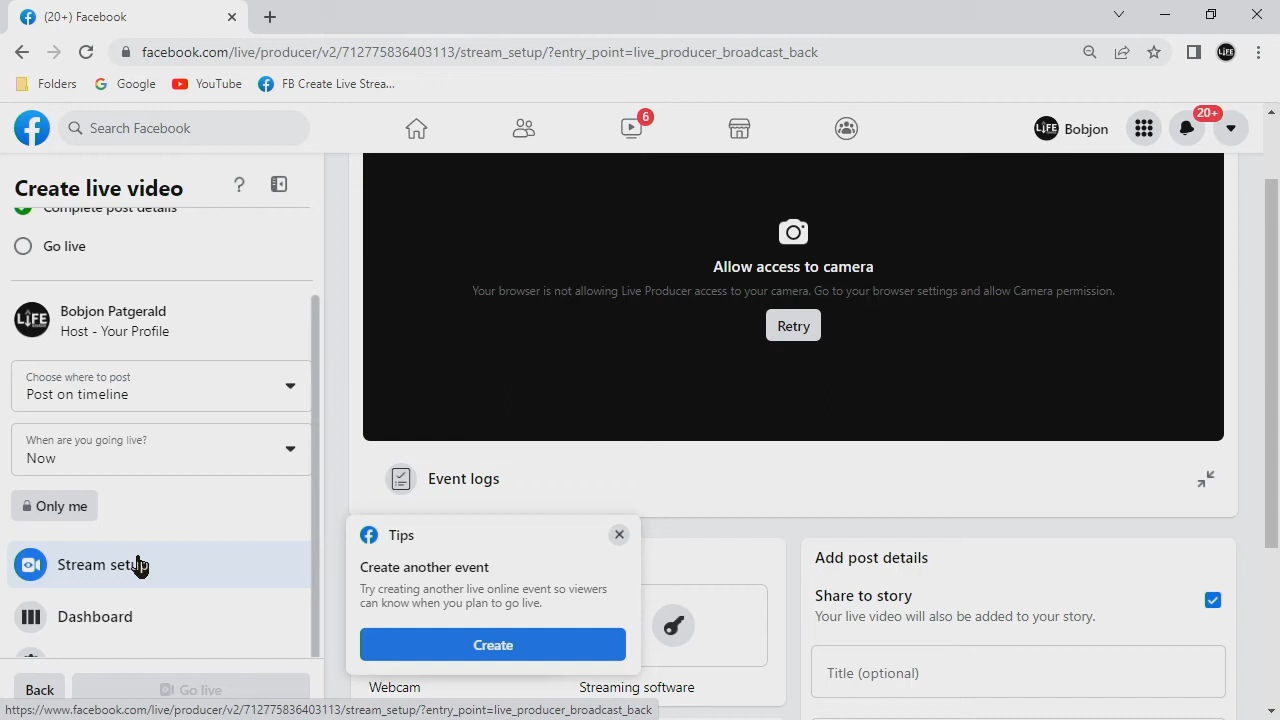 (20+) Facebook
facebook.com/live/producer/v2/712775836403113/stream_setup/?entry_point=live_producer_broadcast_back
LIFE
Folders
Google
YouTube
FB Create Live Strea...
Search Facebook
6
LIFE
Bobjon
20+
Create live video
?
Complete post details
Go live
LIFE
Bobjon Patgerald
Host - Your Profile
Choose where to post
Post on timeline
When are you going live?
Now
Only me
Stream setup
Dashboard
Back
Go live
Allow access to camera
Your browser is not allowing Live Producer access to your camera. Go to your browser settings and allow Camera permission.
Retry
Event logs
Tips
Create another event
Try creating another live online event so viewers
can know when you plan to go live.
Create
Webcam
Streaming software
Add post details
Share to story
Your live video will also be added to your story.
Title (optional)
https://www.facebook.com/live/producer/v2/712775836403113/stream_setup/?entry_point=live_producer_broadcast_back